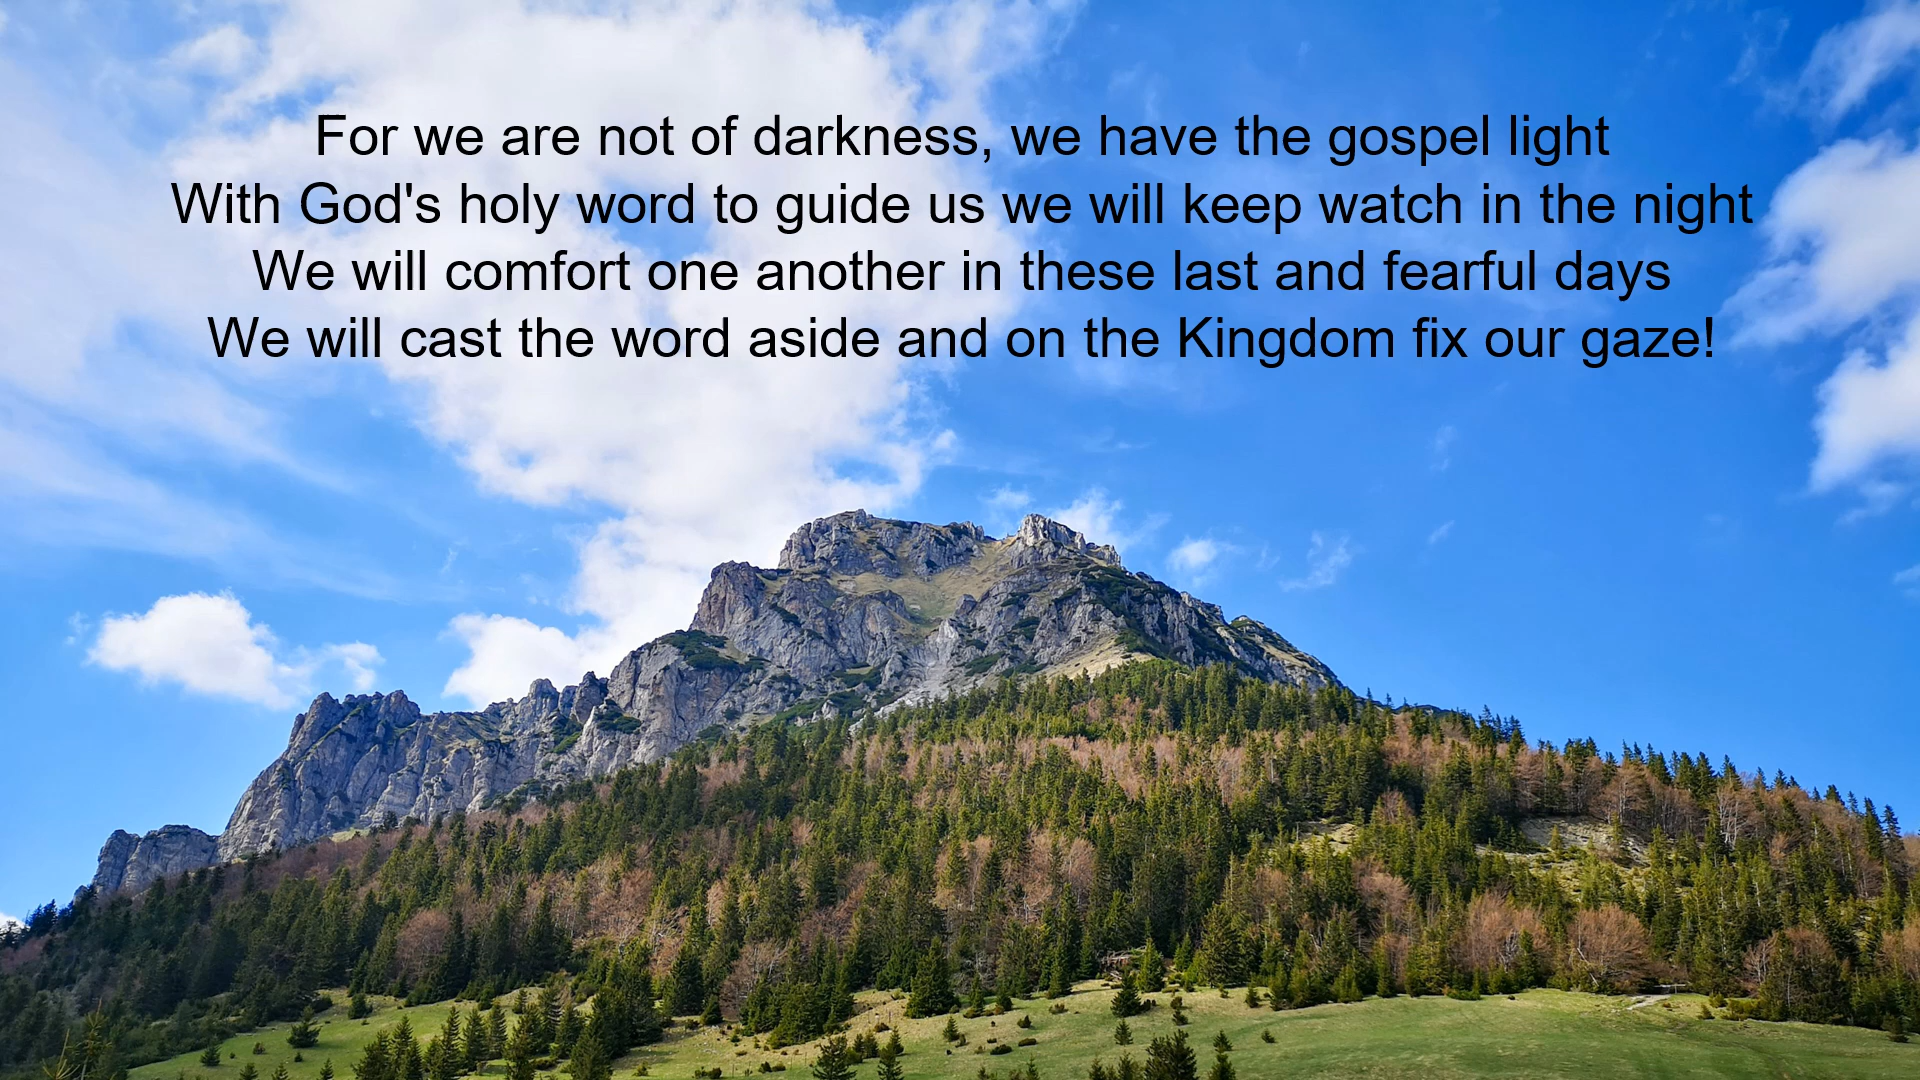 For we are not of darkness, we have the gospel light
With God's holy word to guide us we will keep watch in the night
We will comfort one another in these last and fearful days
We will cast the word aside and on the Kingdom fix our gaze!